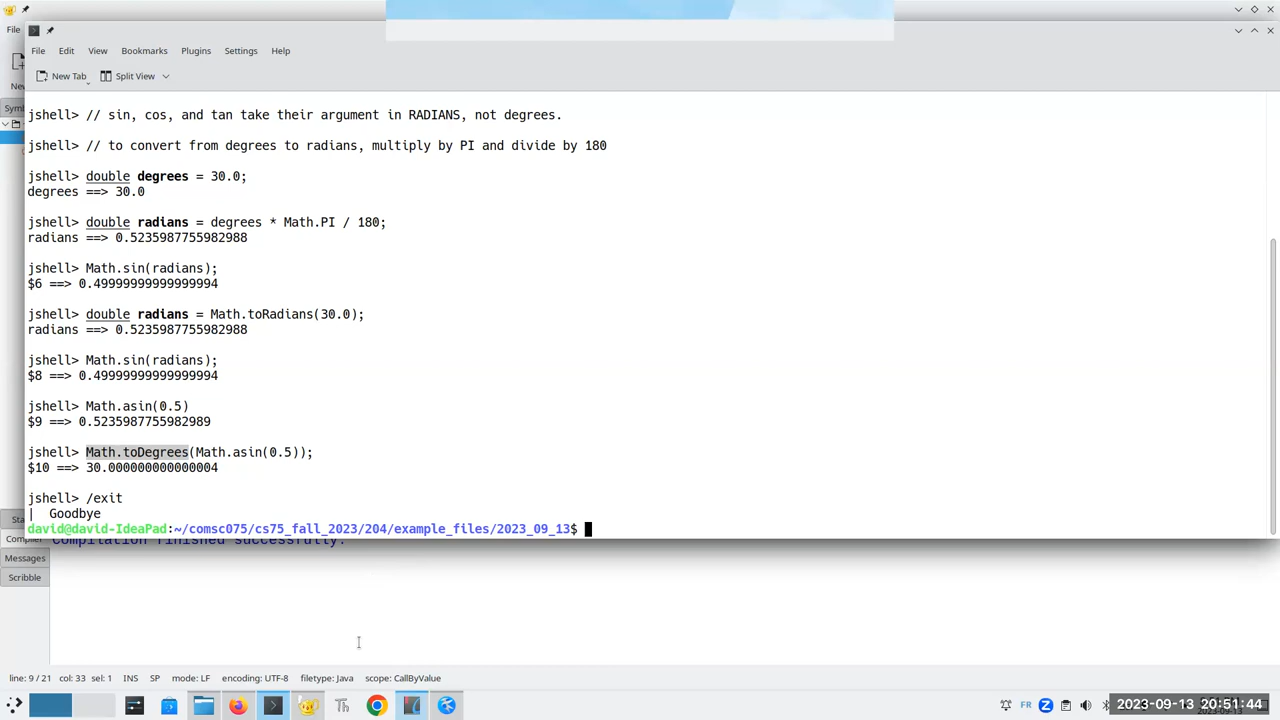 File
File Edit View Bookmarks Plugins Settings Help
New Tab Split View
jshell> // sin, cos, and tan take their argument in RADIANS, not degrees.
jshell> // to convert from degrees to radians, multiply by PI and divide by 180
jshell> double degrees = 30.0;
degrees ==> 30.0
jshell> double radians = degrees * Math.PI / 180;
radians ==> 0.5235987755982988
jshell> Math.sin(radians);
$6 ==> 0.49999999999999994
jshell> double radians = Math.toRadians(30.0);
radians ==> 0.5235987755982988
jshell> Math.sin(radians);
$8 ==> 0.49999999999999994
jshell> Math.asin(0.5)
$9 ==> 0.5235987755982989
jshell> Math.toDegrees(Math.asin(0.5));
$10 ==> 30.000000000000004
jshell> /exit
| Goodbye
david@david-IdeaPad:~/comsc075/cs75_fall_2023/204/example_files/2023_09_13$
Compilation finished successfully.
Messages
Scribble
line: 9 / 21 col: 33 sel: 1 INS SP mode: LF encoding: UTF-8 filetype: Java scope: CallByValue
FR
2023-09-13 20:51:44